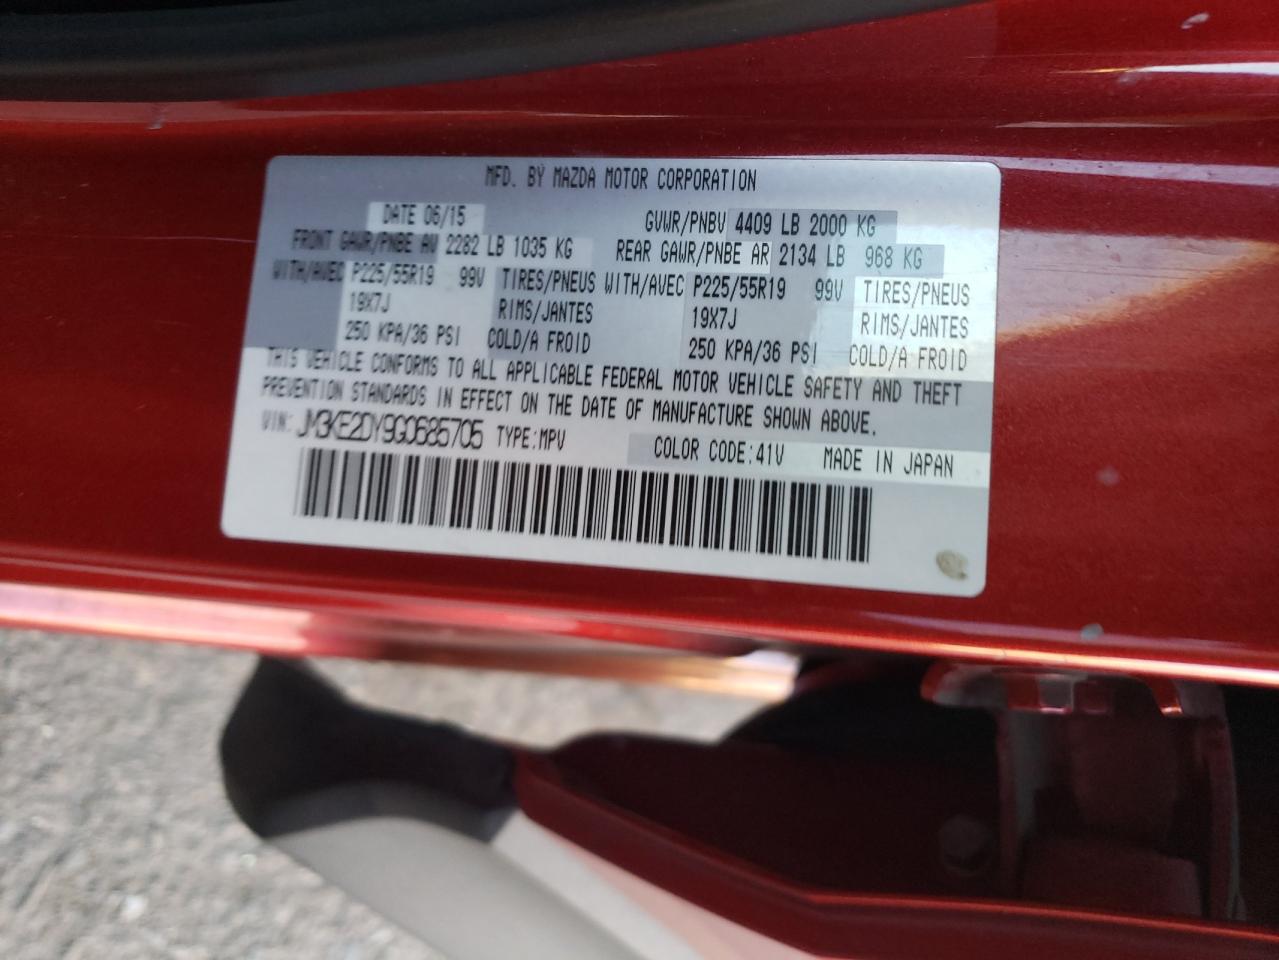 MFD. BY MAZDA MOTOR CORPORATION
DATE 06/15 GVWR/PNBV 4409 LB 2000 KG
FRONT GAWR/PNBE AV 2282 LB 1035 KG REAR GAWR/PNBE AR 2134 LB 968 KG
WITH/AVEC P225/55R19 99V TIRES/PNEUS WITH/AVEC P225/55R19 99V TIRES/PNEUS
19X7J RIMS/JANTES 19X7J RIMS/JANTES
250 KPA/36 PSI COLD/A FROID 250 KPA/36 PSI COLD/A FROID
THIS VEHICLE CONFORMS TO ALL APPLICABLE FEDERAL MOTOR VEHICLE SAFETY AND THEFT
PREVENTION STANDARDS IN EFFECT ON THE DATE OF MANUFACTURE SHOWN ABOVE.
VIN: JM3KE2DY9G0685705 TYPE:MPV COLOR CODE:41V MADE IN JAPAN